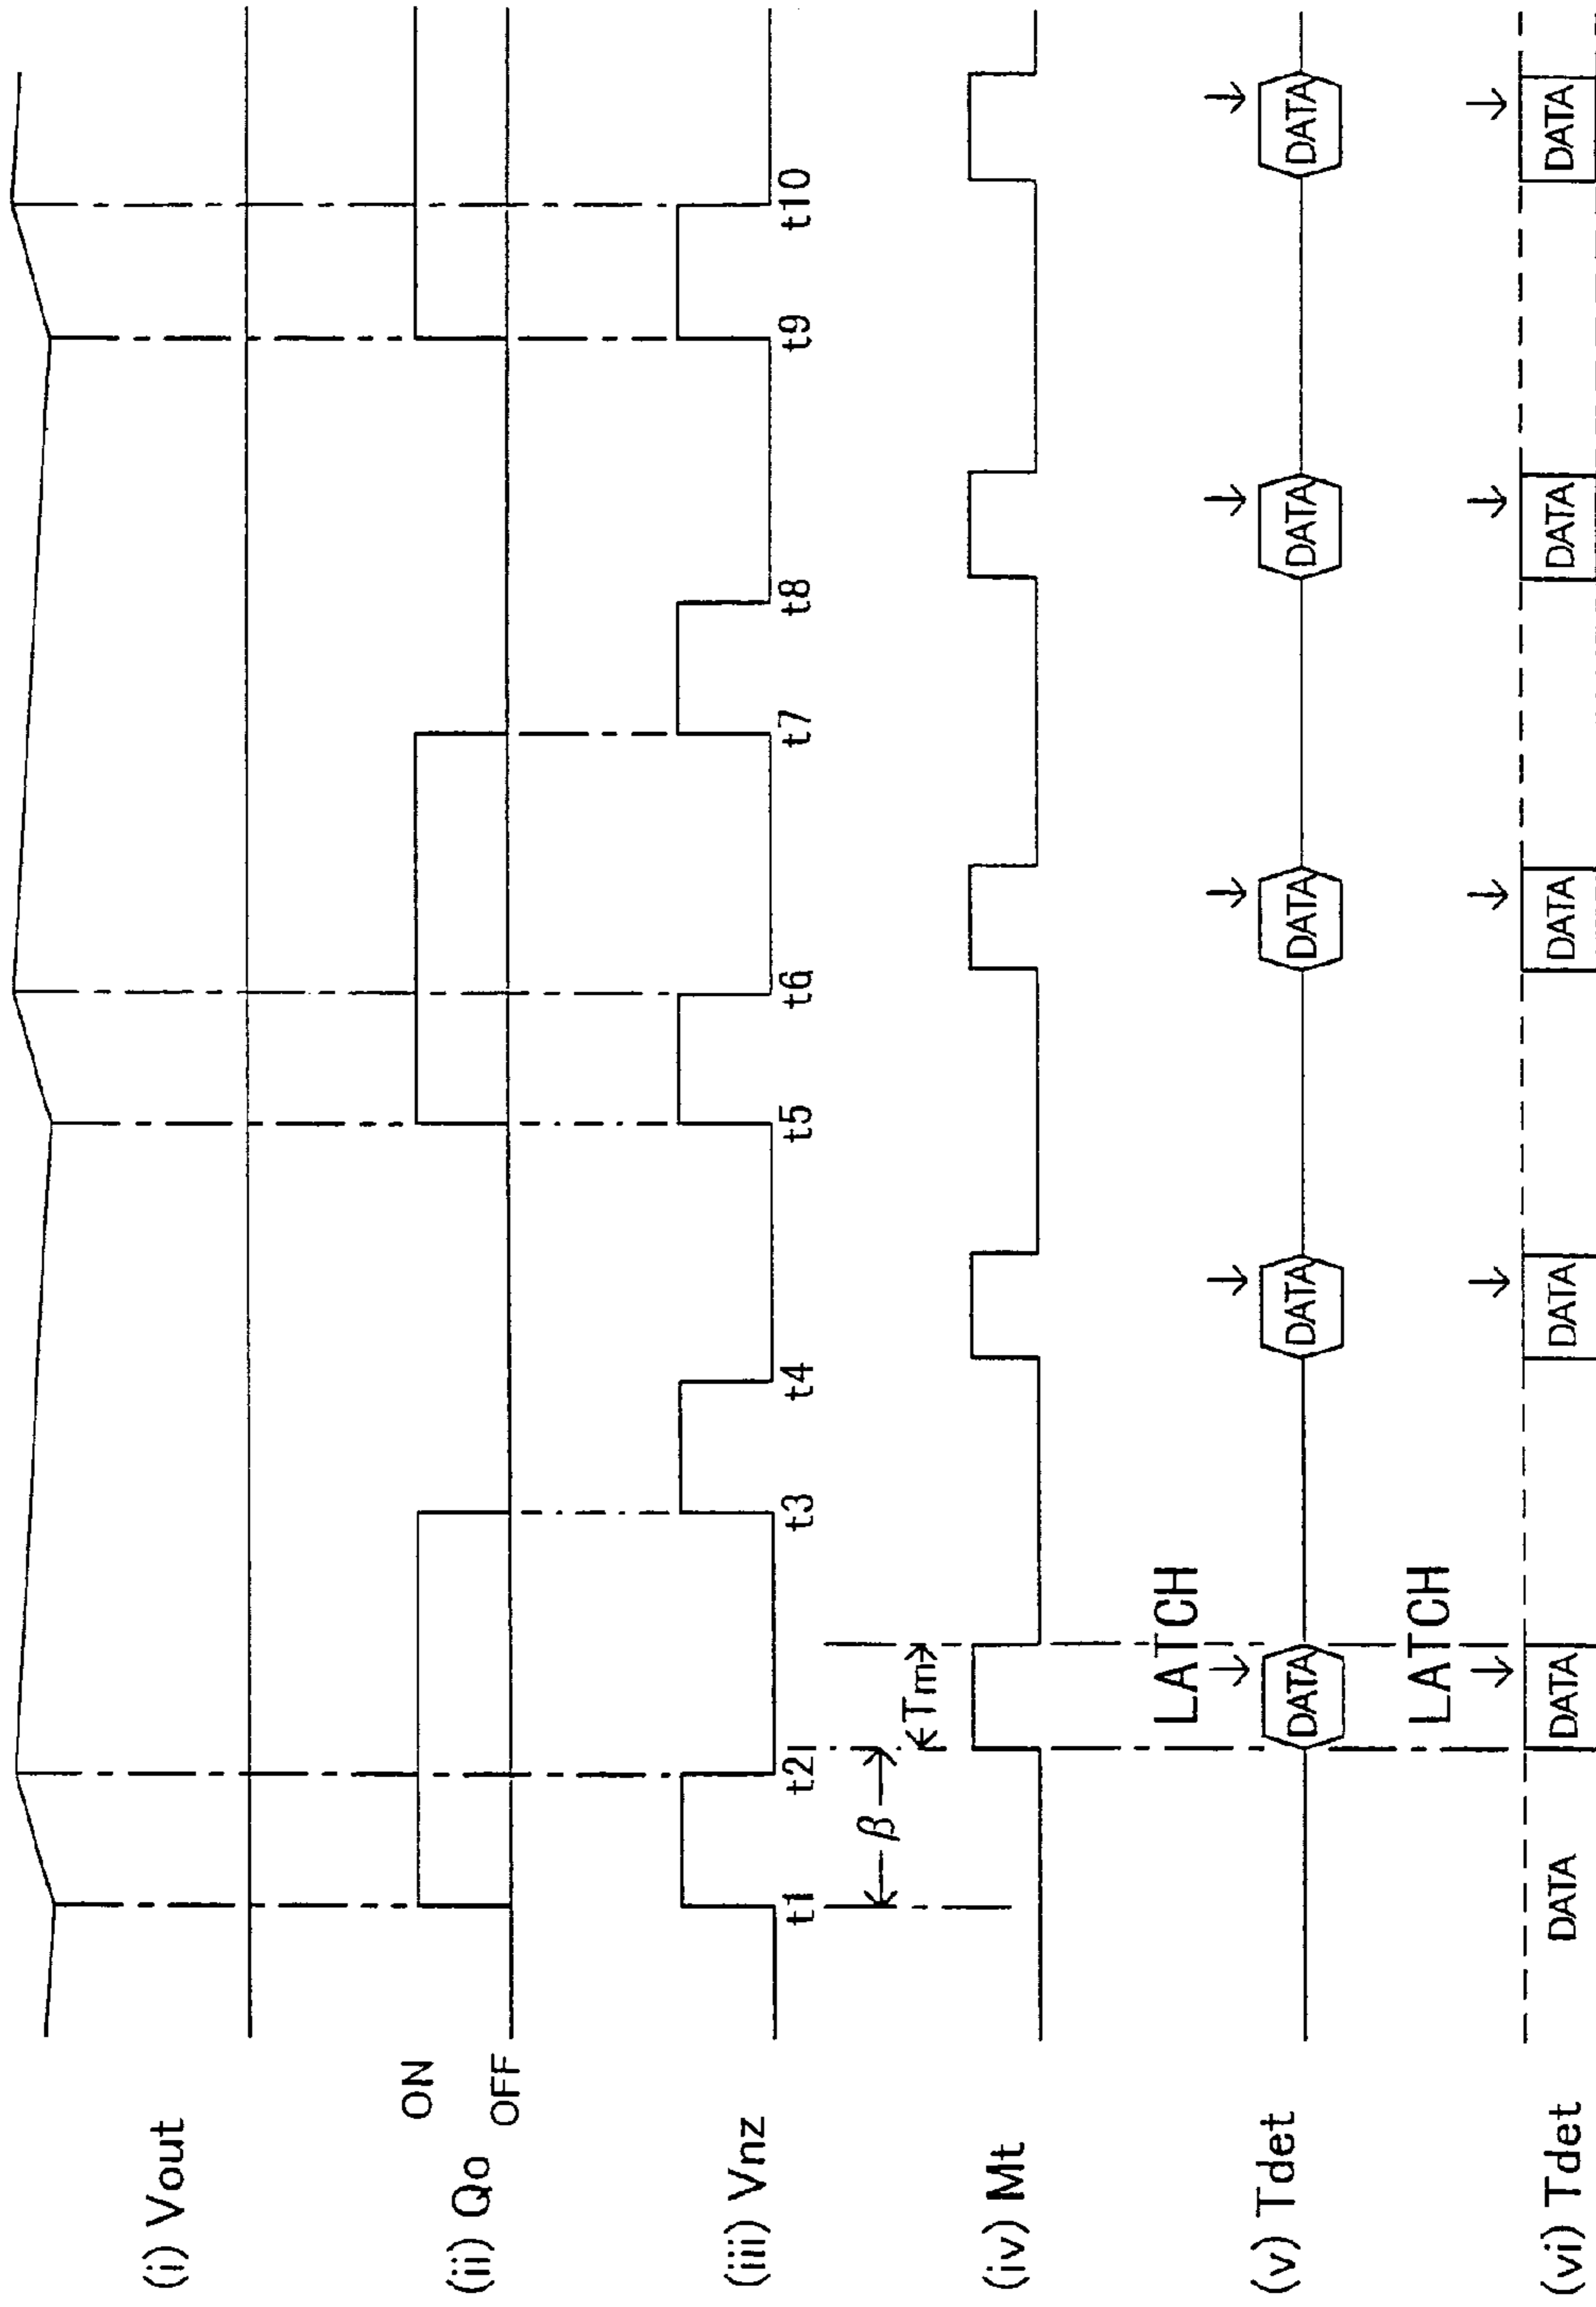 (i) Vout
(ii) Qo
ON
OFF
(iii) Vnz
t1
t2
t3
t4
t5
t6
t7
t8
t9
t10
β
Tm
(iv) Mt
LATCH
(v) Tdet
DATA
DATA
DATA
DATA
DATA
LATCH
(vi) Tdet
DATA
DATA
DATA
DATA
DATA
DATA